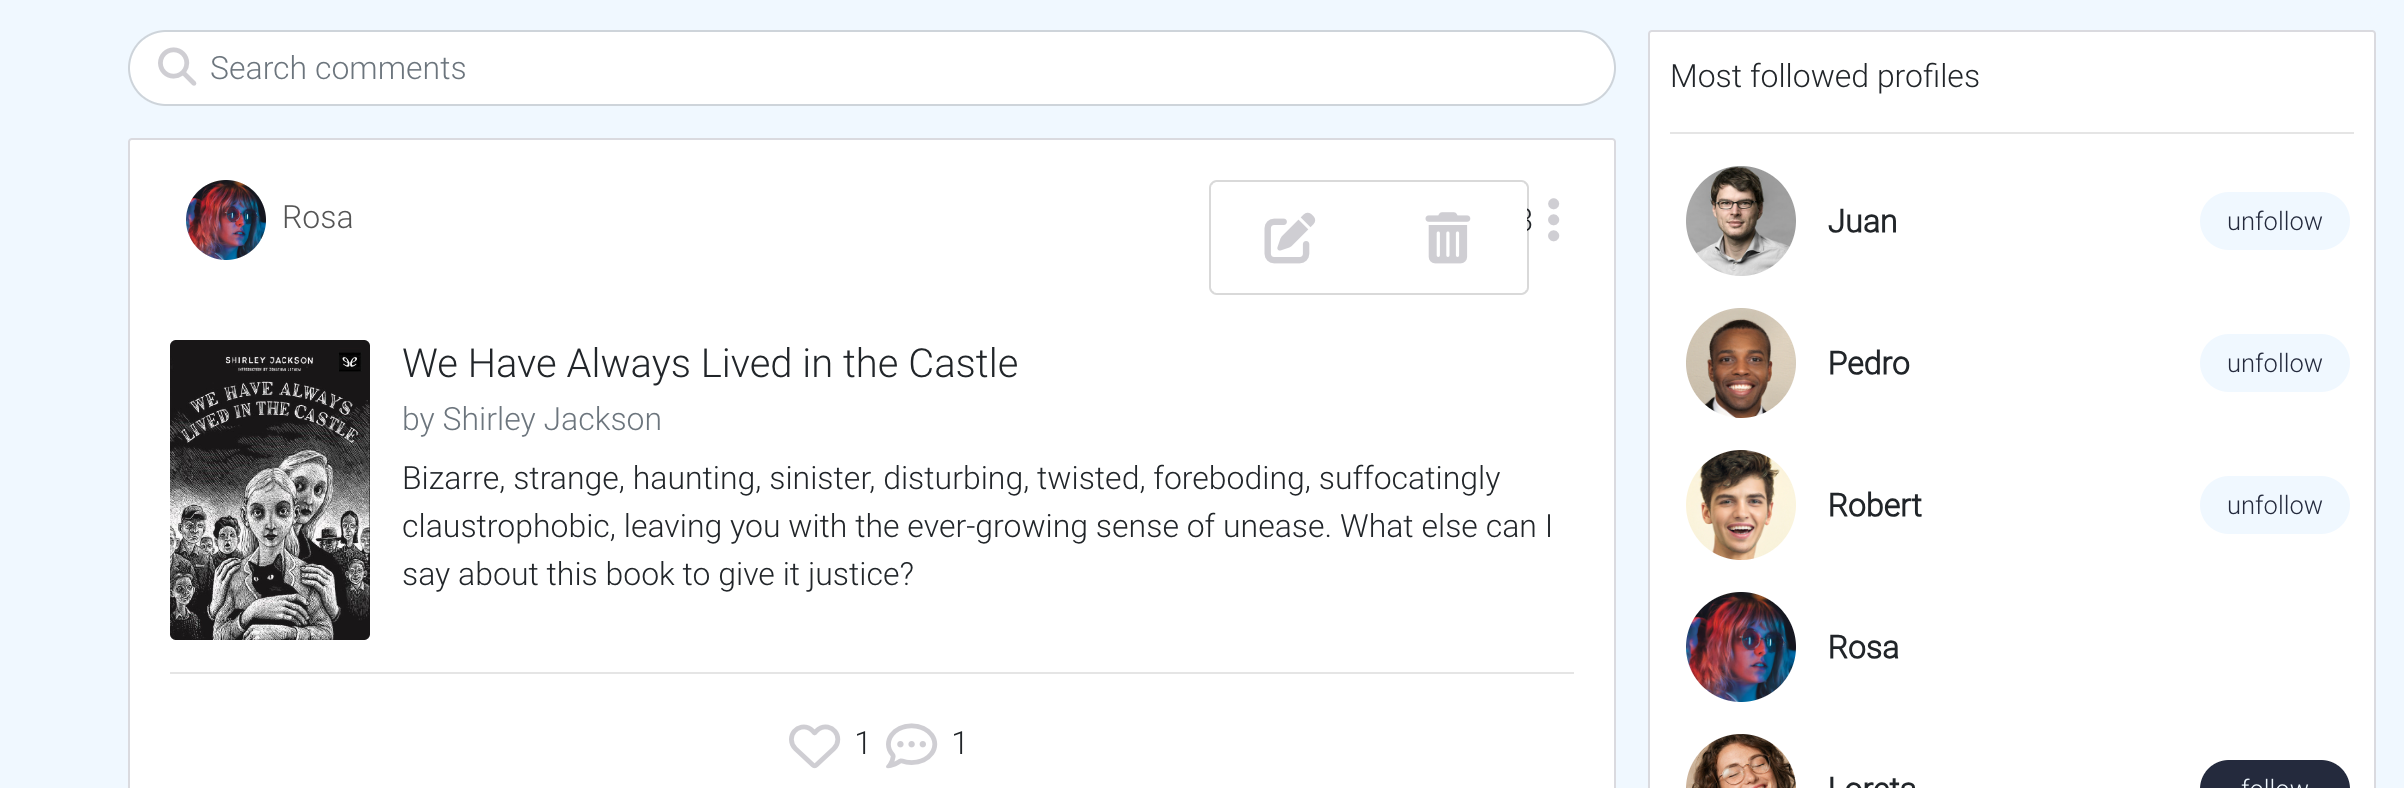 Search comments
Most followed profiles
Rosa
Juan
unfollow
SHIRLEY JACKSON
WE HAVE ALWAYS
LIVED IN THE CASTLE
We Have Always Lived in the Castle
by Shirley Jackson
Bizarre, strange, haunting, sinister, disturbing, twisted, foreboding, suffocatingly
claustrophobic, leaving you with the ever-growing sense of unease. What else can I
say about this book to give it justice?
Pedro
unfollow
Robert
unfollow
Rosa
1
1
Loreta
follow